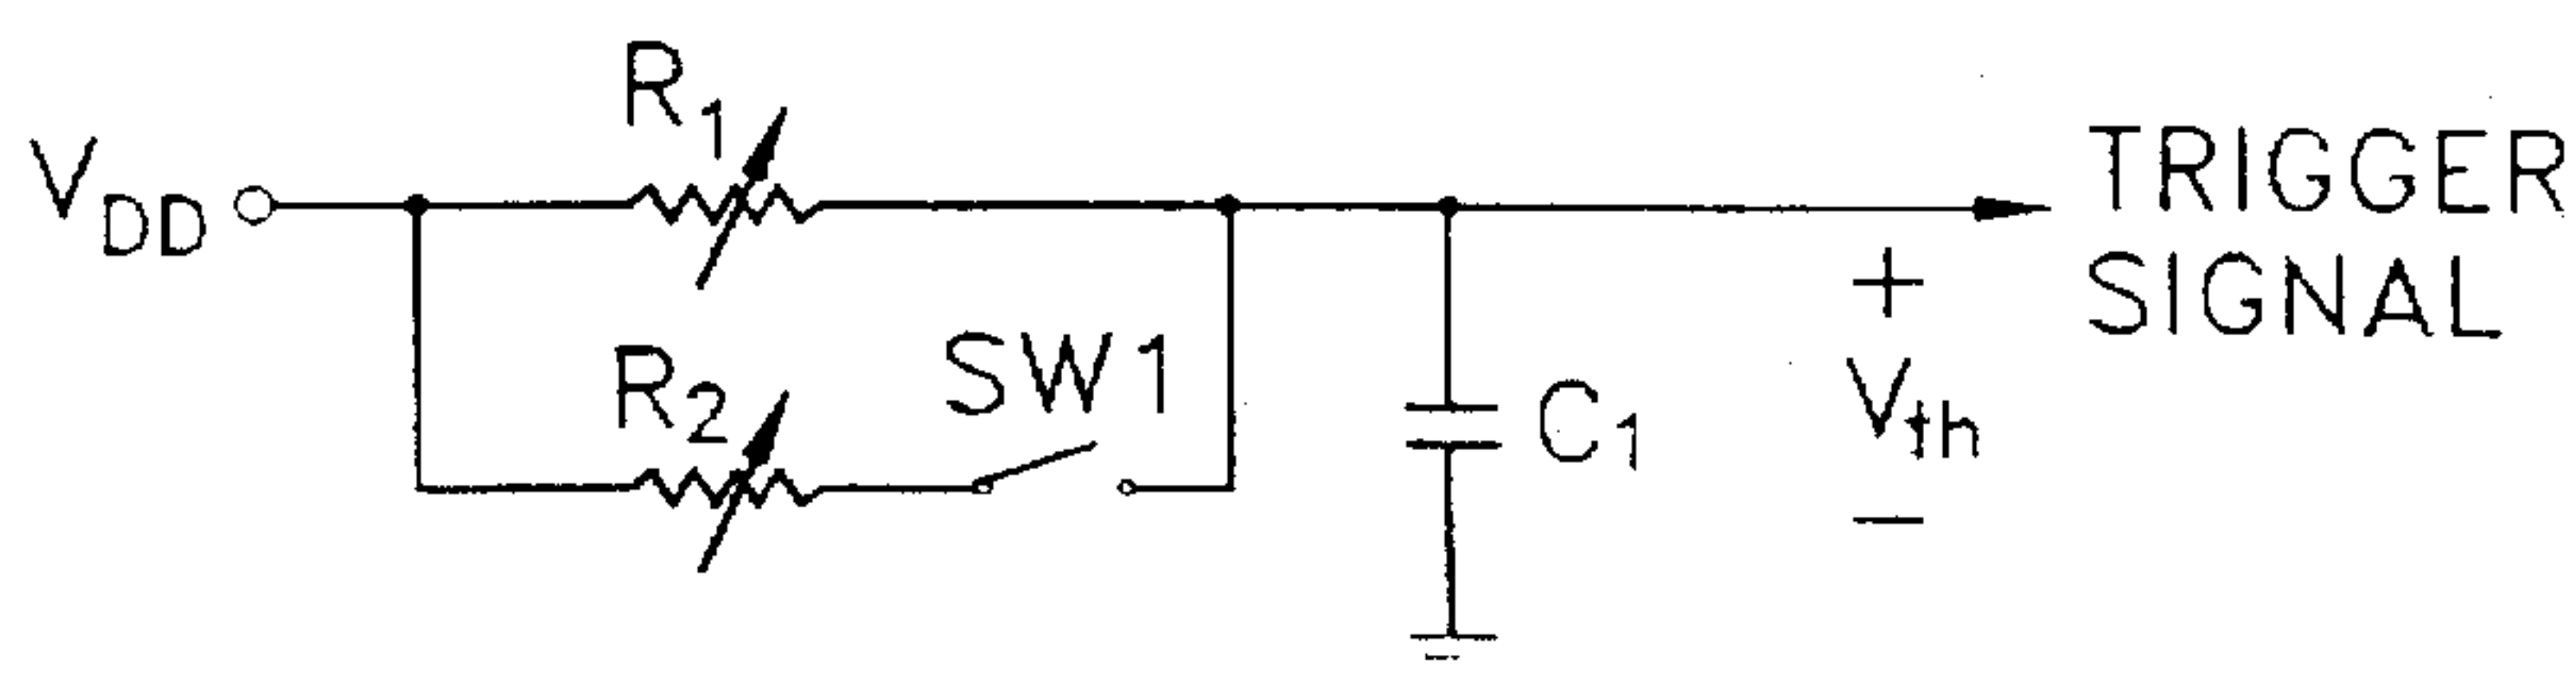 R1
VDD
TRIGGER
SIGNAL
+
R2
SW1
C1
Vth
−